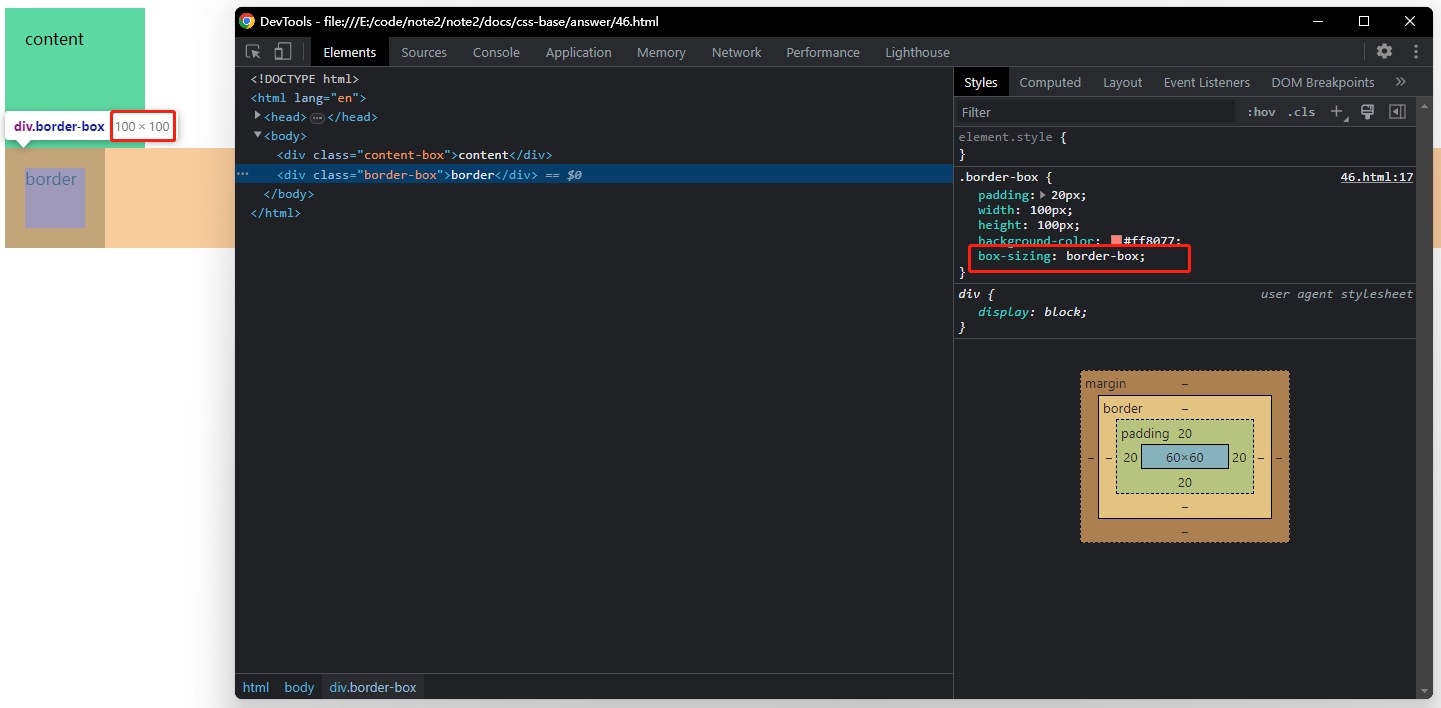 content
div.border-box 100 × 100
border
DevTools - file:///E:/code/note2/note2/docs/css-base/answer/46.html
Elements Sources Console Application Memory Network Performance Lighthouse
<!DOCTYPE html>
<html lang="en">
<head> … </head>
<body>
<div class="content-box">content</div>
… <div class="border-box">border</div> == $0
</body>
</html>
html body div.border-box
Styles Computed Layout Event Listeners DOM Breakpoints »
Filter :hov .cls +
element.style {
}
.border-box { 46.html:17
padding: 20px;
width: 100px;
height: 100px;
background-color: #ff8077;
box-sizing: border-box;
}
div { user agent stylesheet
display: block;
}
margin –
border –
padding 20
– – 20 60×60 20 – –
20
–
–